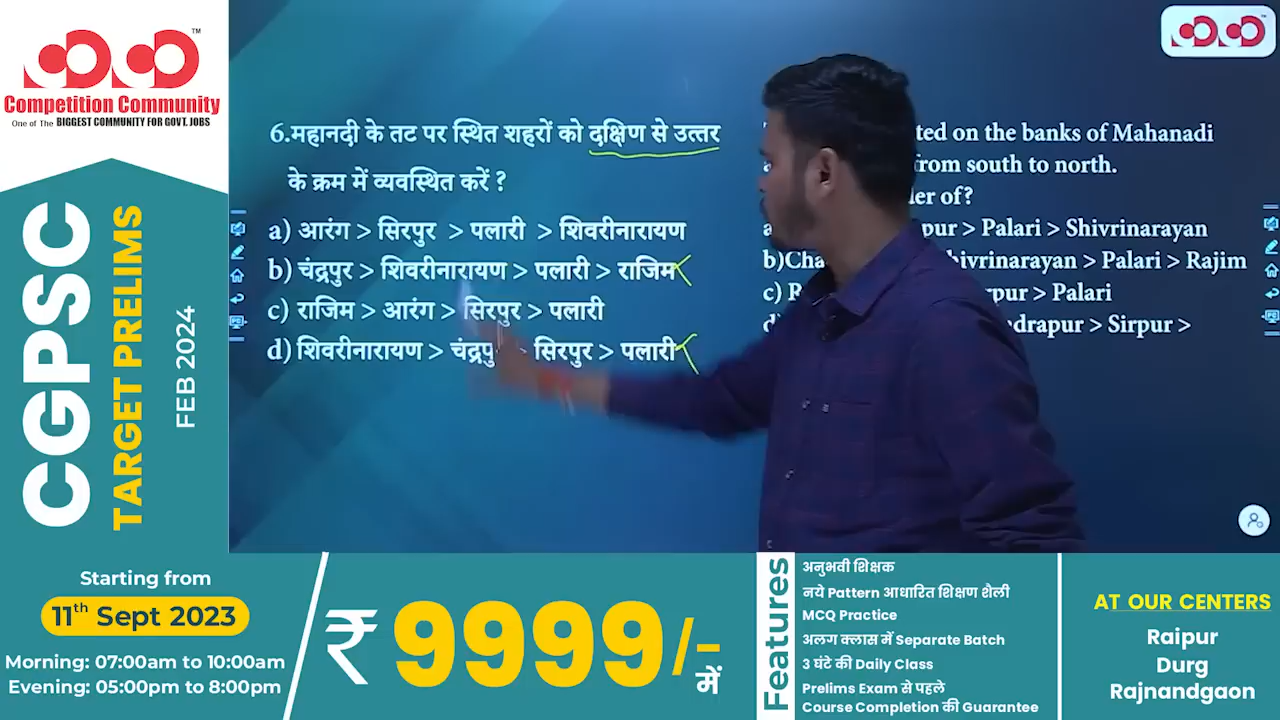 TM
Competition Community
One of The BIGGEST COMMUNITY FOR GOVT. JOBS
CGPSC
TARGET PRELIMS
FEB 2024
6.महानदी के तट पर स्थित शहरों को दक्षिण से उत्तर
के क्रम में व्यवस्थित करें ?
a) आरंग > सिरपुर > पलारी > शिवरीनारायण
b) चंद्रपुर > शिवरीनारायण > पलारी > राजिम
c) राजिम > आरंग > सिरपुर > पलारी
d) शिवरीनारायण > चंद्रपु सिरपुर > पलारी
ted on the banks of Mahanadi
from south to north.
der of?
pur > Palari > Shivrinarayan
b)Cha hivrinarayan > Palari > Rajim
c) R rpur > Palari
ndrapur > Sirpur >
Starting from
11th Sept 2023
Morning: 07:00am to 10:00am
Evening: 05:00pm to 8:00pm
₹ 9999/- में
Features
अनुभवी शिक्षक
नये Pattern आधारित शिक्षण शैली
MCQ Practice
अलग क्लास में Separate Batch
3 घंटे की Daily Class
Prelims Exam से पहले
Course Completion की Guarantee
AT OUR CENTERS
Raipur
Durg
Rajnandgaon